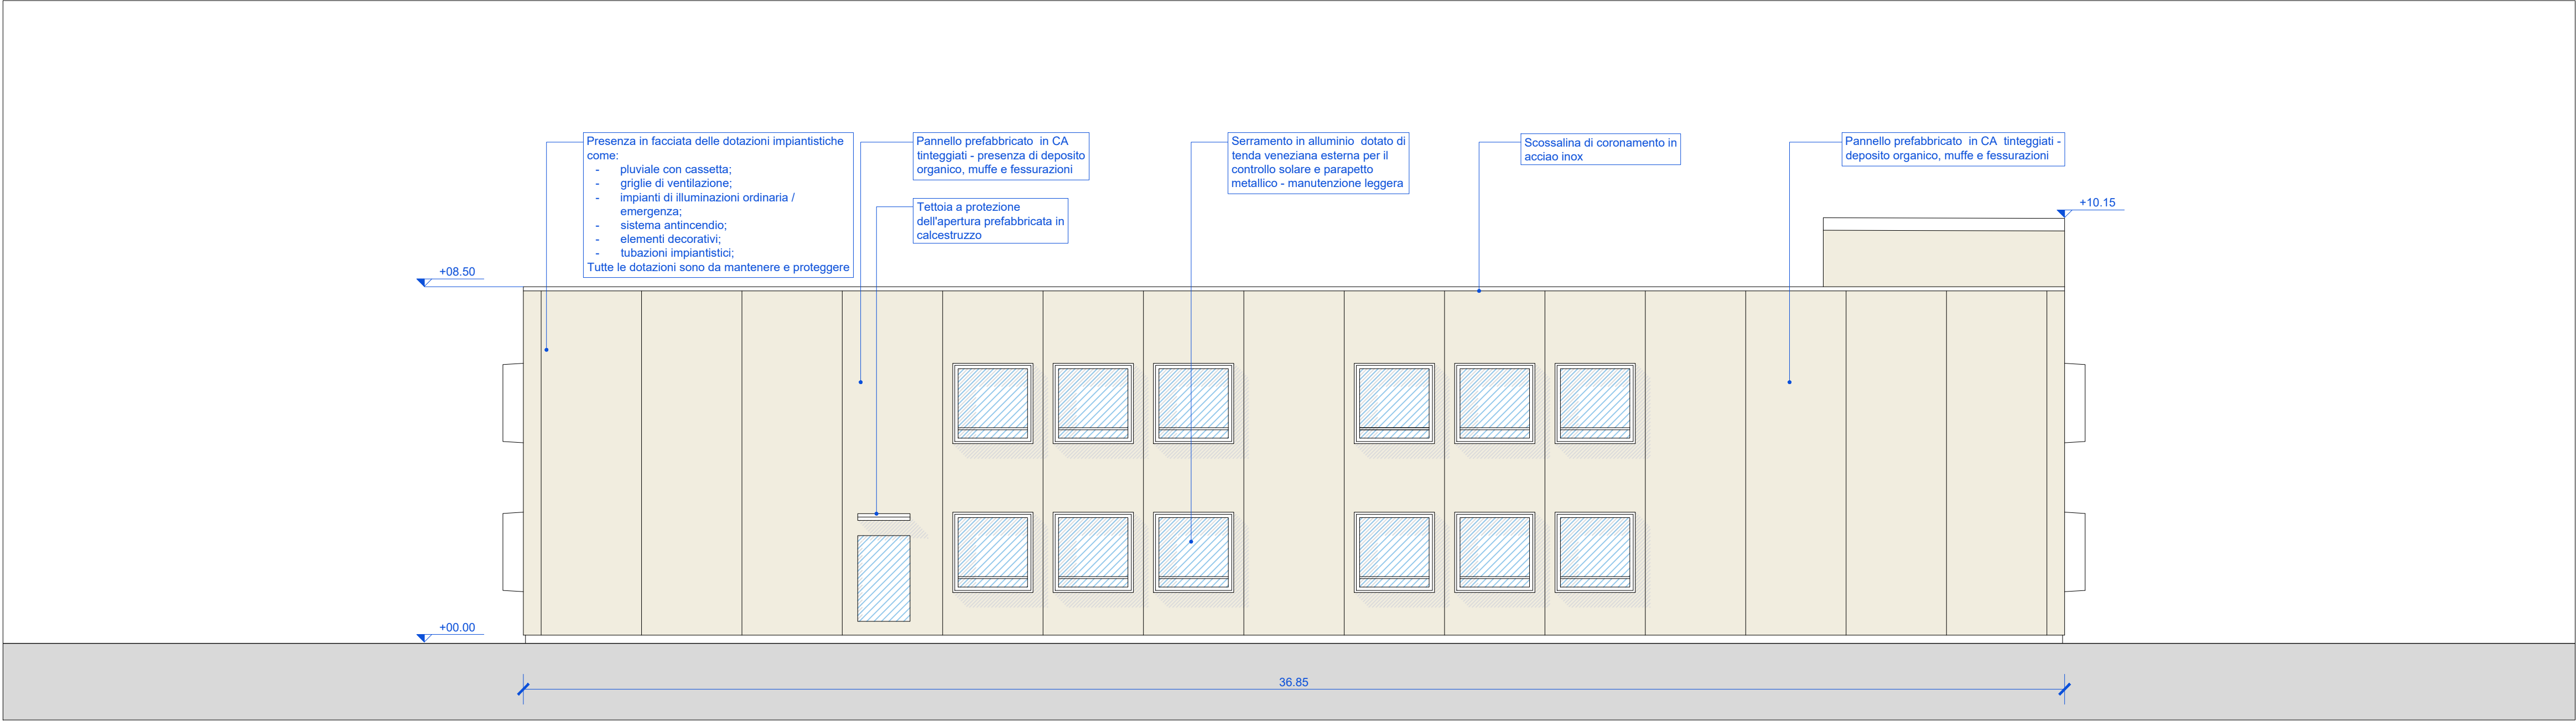 Presenza in facciata delle dotazioni impiantistiche
come:
- pluviale con cassetta;
- griglie di ventilazione;
- impianti di illuminazioni ordinaria /
emergenza;
- sistema antincendio;
- elementi decorativi;
- tubazioni impiantistici;
Tutte le dotazioni sono da mantenere e proteggere
Pannello prefabbricato in CA
tinteggiati - presenza di deposito
organico, muffe e fessurazioni
Tettoia a protezione
dell'apertura prefabbricata in
calcestruzzo
Serramento in alluminio dotato di
tenda veneziana esterna per il
controllo solare e parapetto
metallico - manutenzione leggera
Scossalina di coronamento in
acciao inox
Pannello prefabbricato in CA tinteggiati -
deposito organico, muffe e fessurazioni
+10.15
+08.50
+00.00
36.85